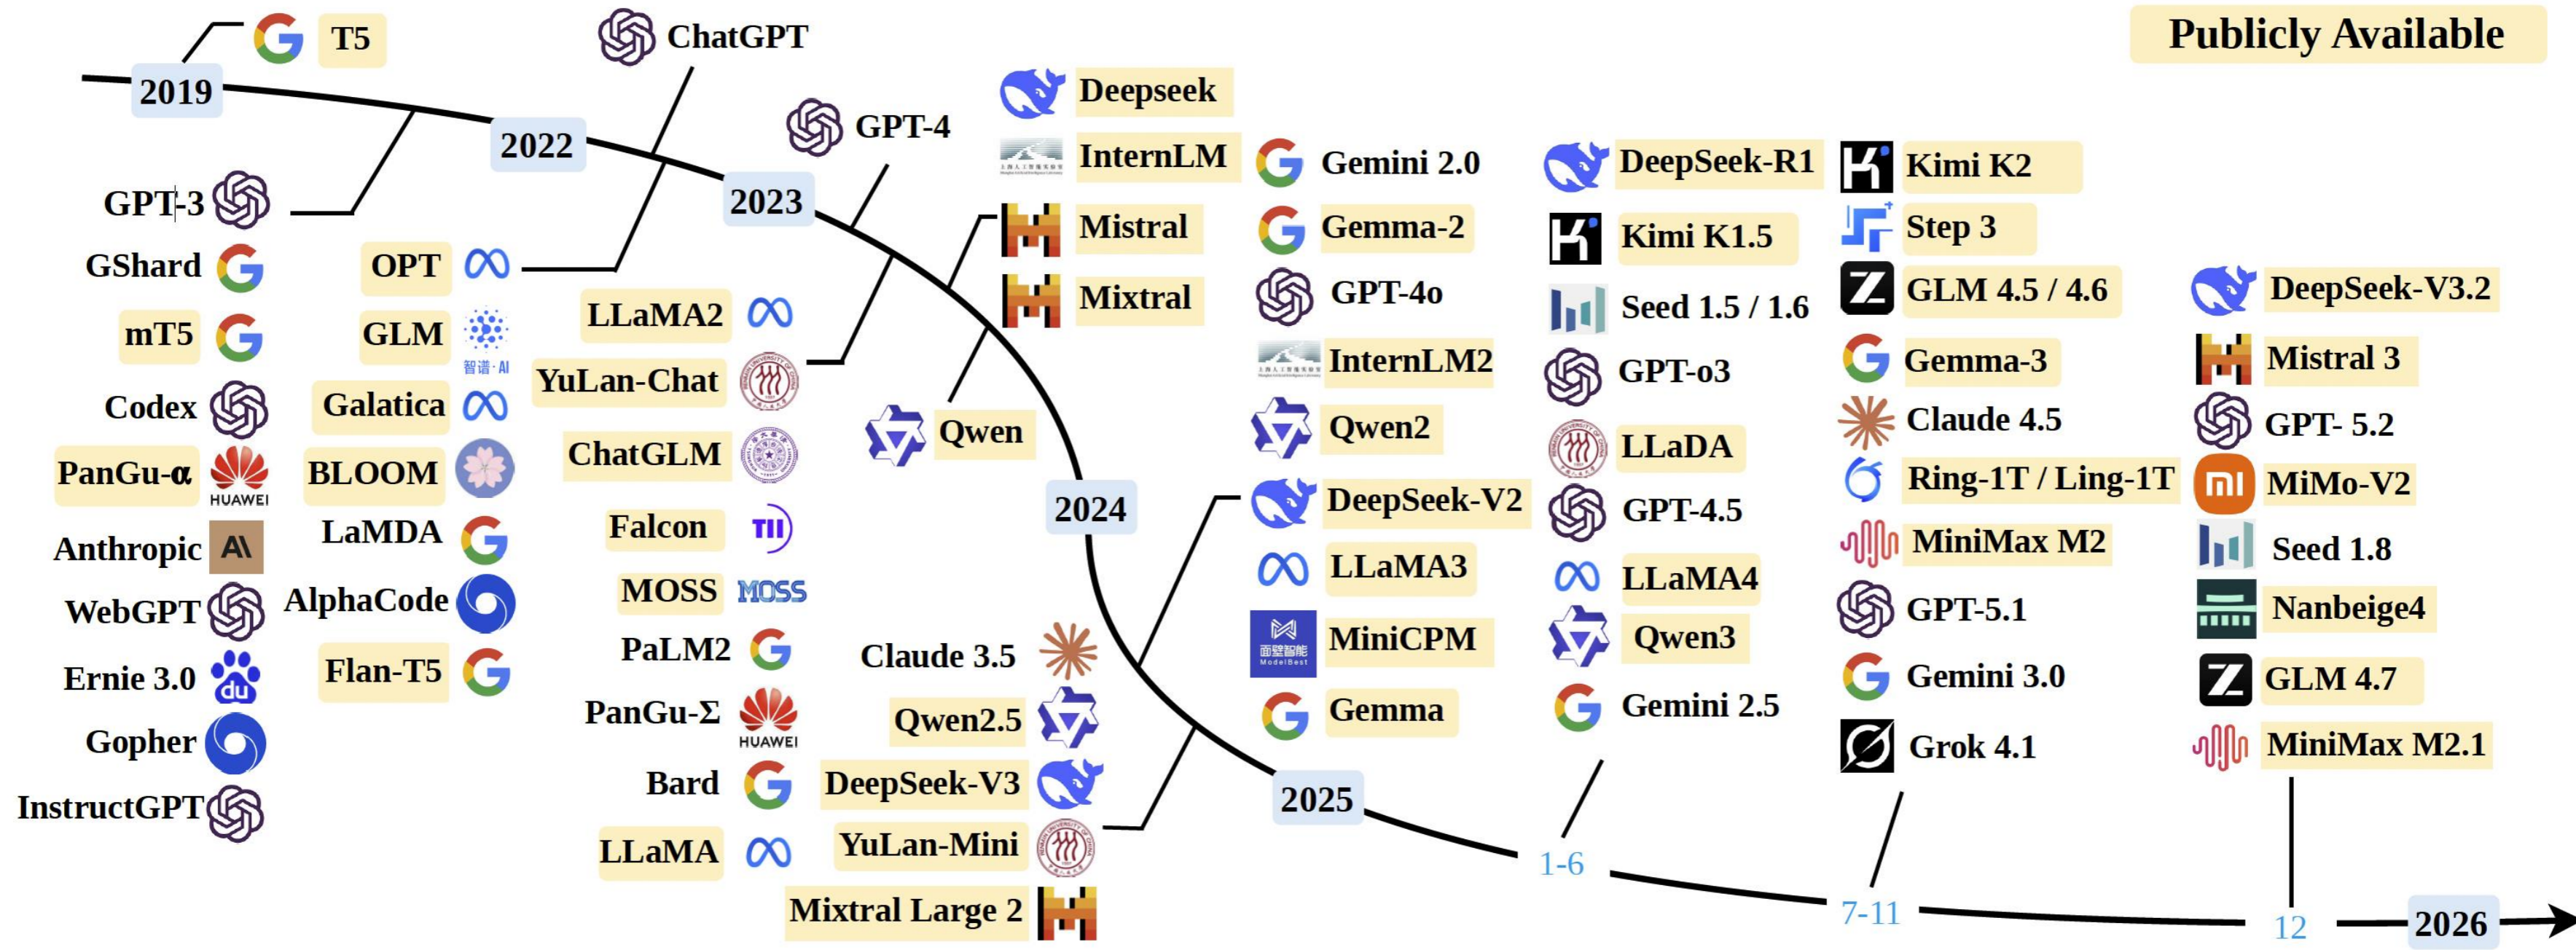 Publicly Available
2019
T5
GPT-3
GShard
mT5
Codex
PanGu-α
HUAWEI
Anthropic
A\
WebGPT
Ernie 3.0
du
Gopher
InstructGPT
2022
ChatGPT
OPT
GLM
智谱·AI
Galatica
BLOOM
LaMDA
AlphaCode
Flan-T5
2023
GPT-4
LLaMA2
YuLan-Chat
ChatGLM
Falcon
TII
MOSS
MOSS
PaLM2
PanGu-Σ
HUAWEI
Bard
LLaMA
Deepseek
InternLM
Mistral
Mixtral
Qwen
2024
Gemini 2.0
Gemma-2
GPT-4o
InternLM2
Qwen2
DeepSeek-V2
LLaMA3
MiniCPM
面壁智能
ModelBest
Gemma
Claude 3.5
Qwen2.5
DeepSeek-V3
YuLan-Mini
Mixtral Large 2
2025
DeepSeek-R1
Kimi K1.5
Seed 1.5 / 1.6
GPT-o3
LLaDA
GPT-4.5
LLaMA4
Qwen3
Gemini 2.5
1-6
Kimi K2
Step 3
GLM 4.5 / 4.6
Gemma-3
Claude 4.5
Ring-1T / Ling-1T
MiniMax M2
GPT-5.1
Gemini 3.0
Grok 4.1
7-11
DeepSeek-V3.2
Mistral 3
GPT- 5.2
MiMo-V2
Seed 1.8
Nanbeige4
GLM 4.7
MiniMax M2.1
12
2026